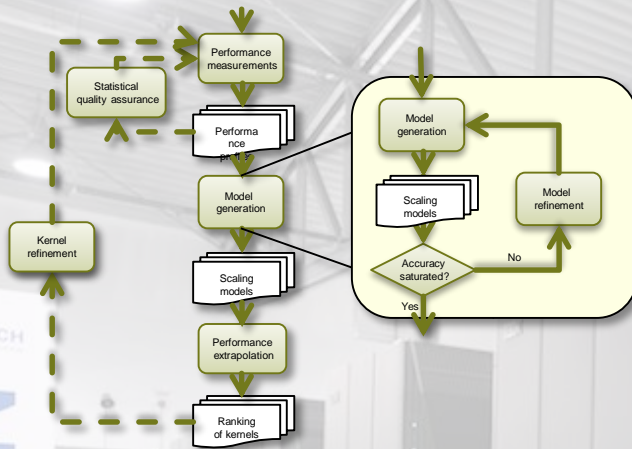 Performance
measurements
Statistical
quality assurance
Performa
nce
Model
generation
Kernel
refinement
Scaling
models
Performance
extrapolation
Ranking
of kernels
Model
generation
Scaling
models
Model
refinement
Accuracy
saturated?
No
Yes
CH